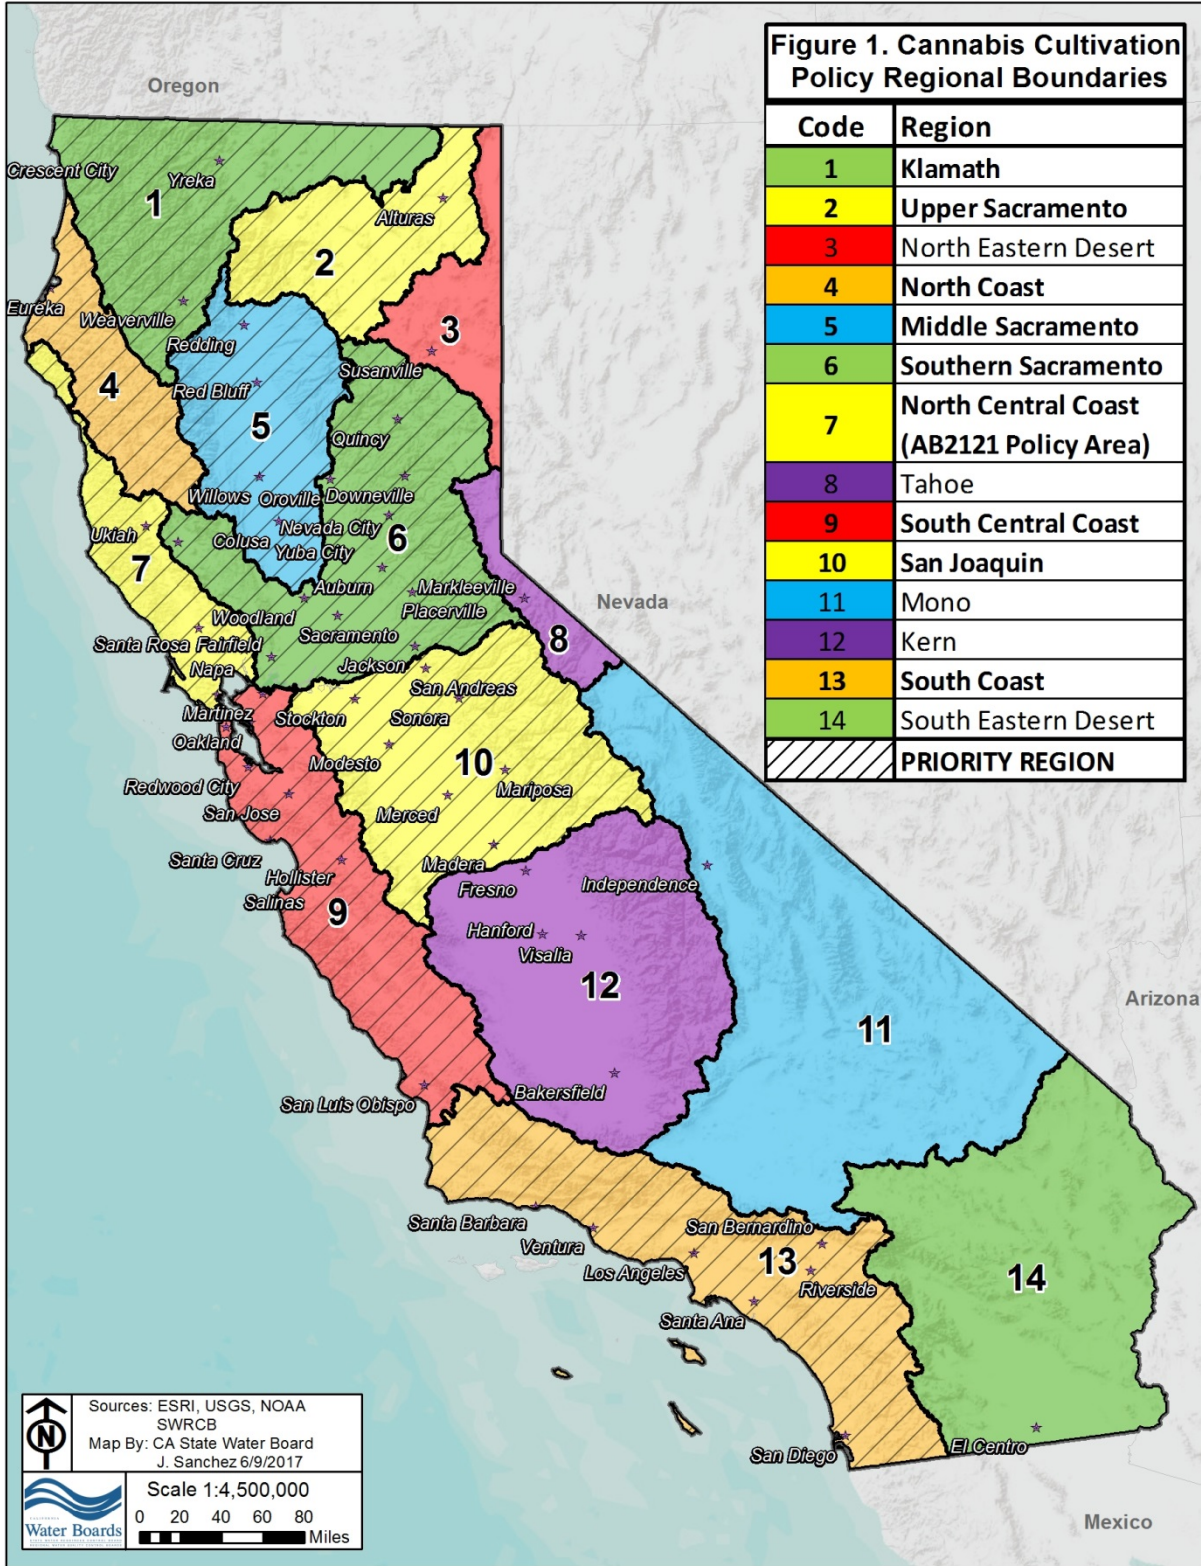 Figure 1. Cannabis Cultivation
Policy Regional Boundaries
Code Region
1 Klamath
2 Upper Sacramento
3 North Eastern Desert
4 North Coast
5 Middle Sacramento
6 Southern Sacramento
7 North Central Coast
(AB2121 Policy Area)
8 Tahoe
9 South Central Coast
10 San Joaquin
11 Mono
12 Kern
13 South Coast
14 South Eastern Desert
PRIORITY REGION
Oregon
Crescent City
Yreka
1
Alturas
2
Eureka
Weaverville
Redding
3
Susanville
4
Red Bluff
5
Quincy
Willows
Oroville
Downeville
Nevada City
Ukiah
Colusa
Yuba City
6
7
Auburn
Markleeville
Nevada
Woodland
Placerville
Sacramento
8
Santa Rosa
Fairfield
Jackson
Napa
San Andreas
Martinez
Stockton
Sonora
Oakland
Modesto
10
Redwood City
Mariposa
San Jose
Merced
Santa Cruz
Madera
Hollister
Fresno
Independence
Salinas
9
Hanford
Visalia
12
Arizona
11
Bakersfield
San Luis Obispo
Santa Barbara
San Bernardino
Ventura
13
Los Angeles
Riverside
14
Santa Ana
San Diego
El Centro
Mexico
N
Sources: ESRI, USGS, NOAA
SWRCB
Map By: CA State Water Board
J. Sanchez 6/9/2017
Scale 1:4,500,000
0 20 40 60 80
Miles
CALIFORNIA
Water Boards